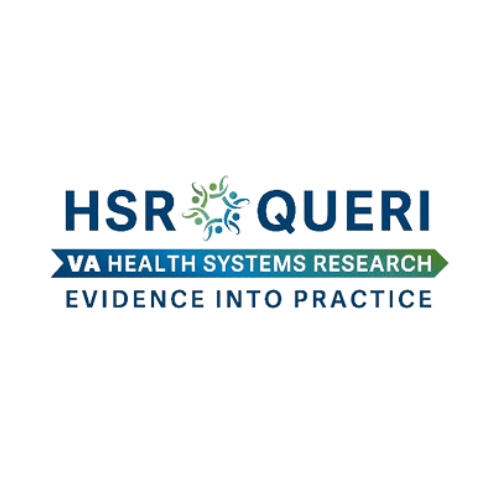 HSR QUERI
VA HEALTH SYSTEMS RESEARCH
EVIDENCE INTO PRACTICE